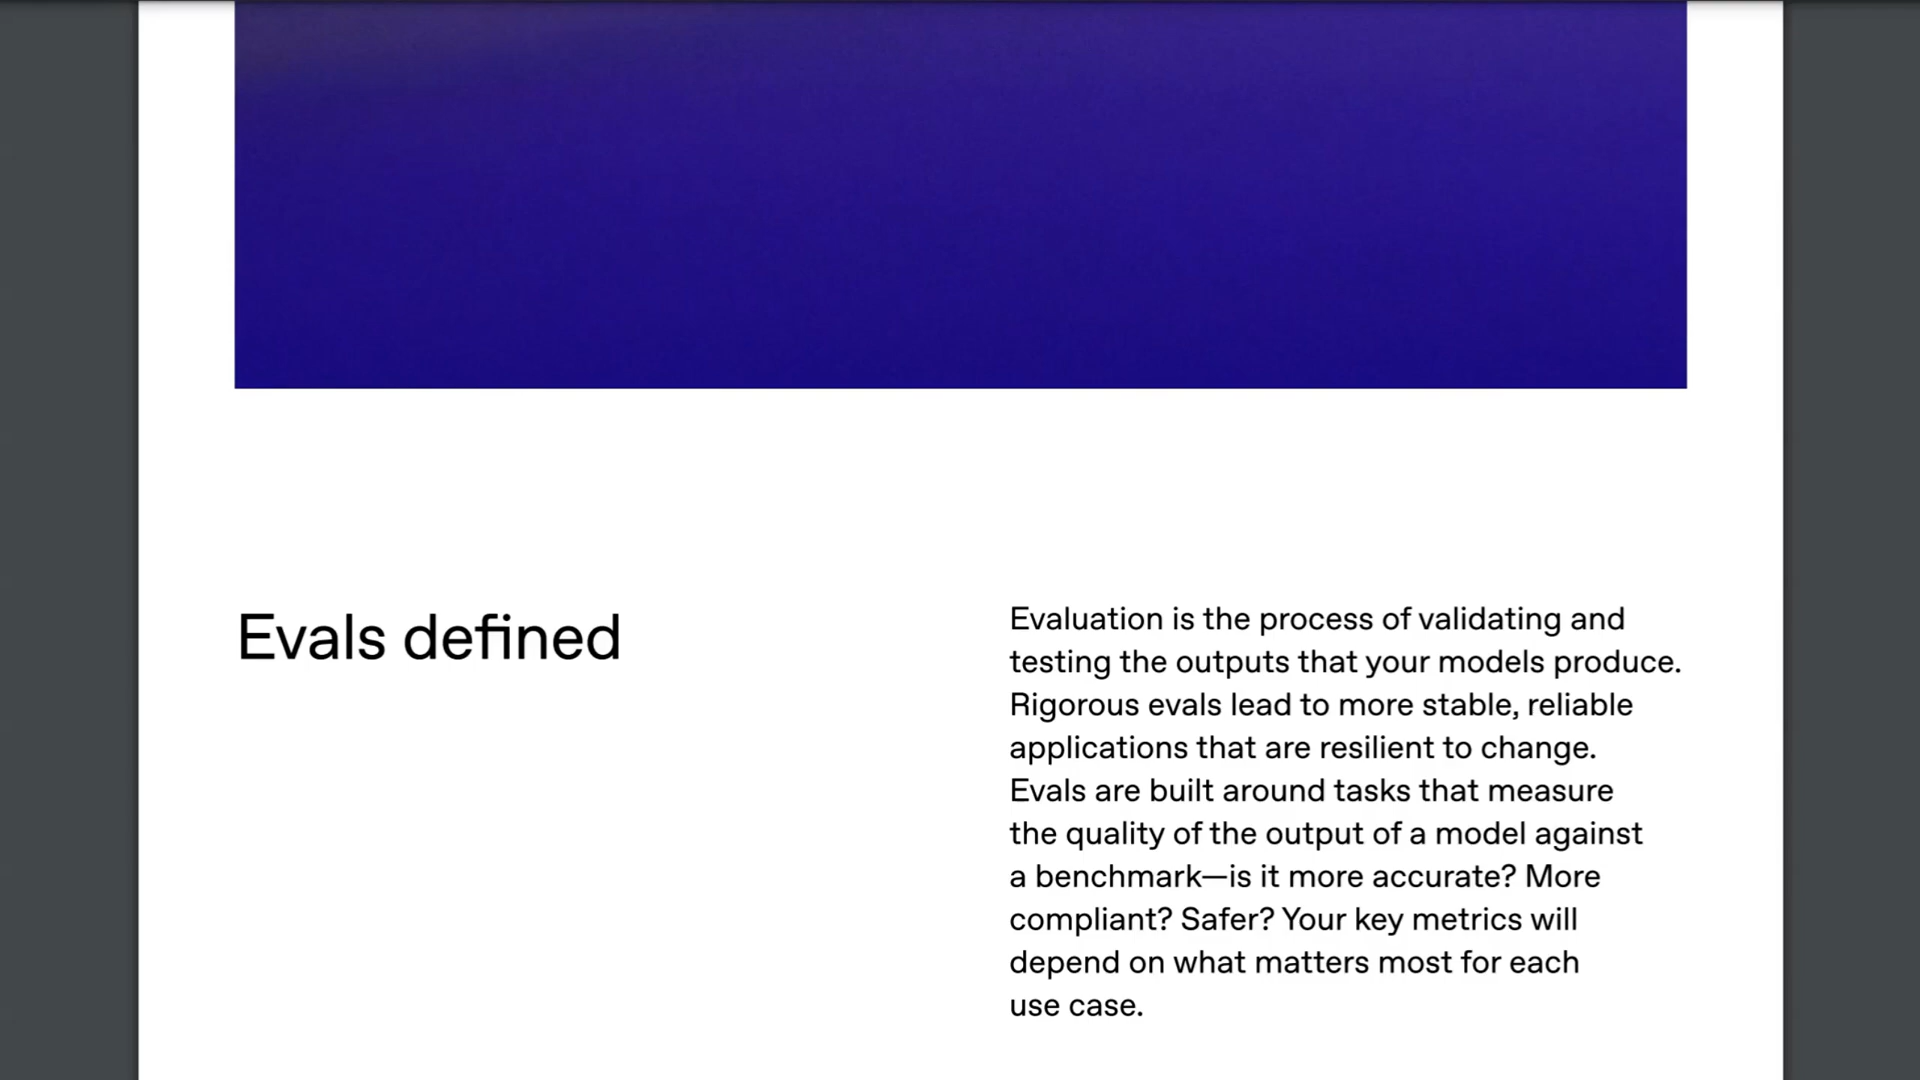 Evals defined
Evaluation is the process of validating and
testing the outputs that your models produce.
Rigorous evals lead to more stable, reliable
applications that are resilient to change.
Evals are built around tasks that measure
the quality of the output of a model against
a benchmark—is it more accurate? More
compliant? Safer? Your key metrics will
depend on what matters most for each
use case.